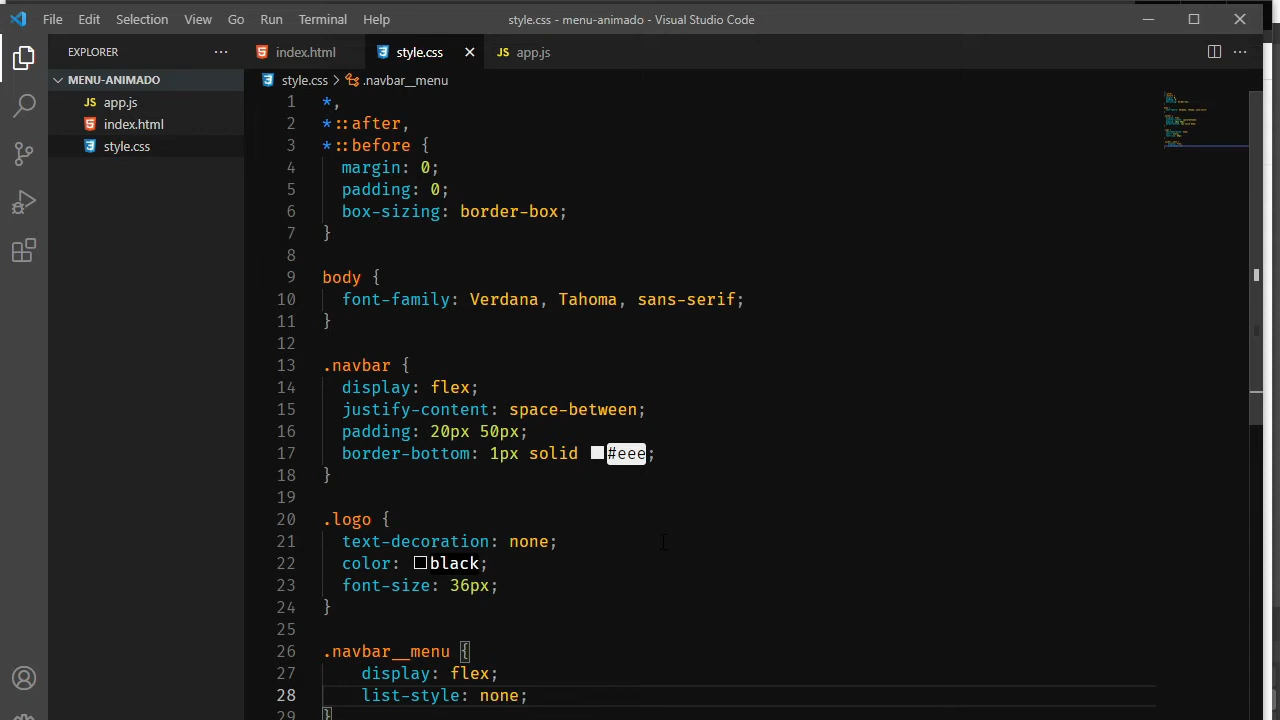 File Edit Selection View Go Run Terminal Help
style.css - menu-animado - Visual Studio Code
EXPLORER
index.html
style.css
JS app.js
MENU-ANIMADO
JS app.js
index.html
style.css
style.css > .navbar__menu
1 *,
2 *::after,
3 *::before {
4 margin: 0;
5 padding: 0;
6 box-sizing: border-box;
7 }
8
9 body {
10 font-family: Verdana, Tahoma, sans-serif;
11 }
12
13 .navbar {
14 display: flex;
15 justify-content: space-between;
16 padding: 20px 50px;
17 border-bottom: 1px solid #eee;
18 }
19
20 .logo {
21 text-decoration: none;
22 color: black;
23 font-size: 36px;
24 }
25
26 .navbar__menu {
27 display: flex;
28 list-style: none;
29 }